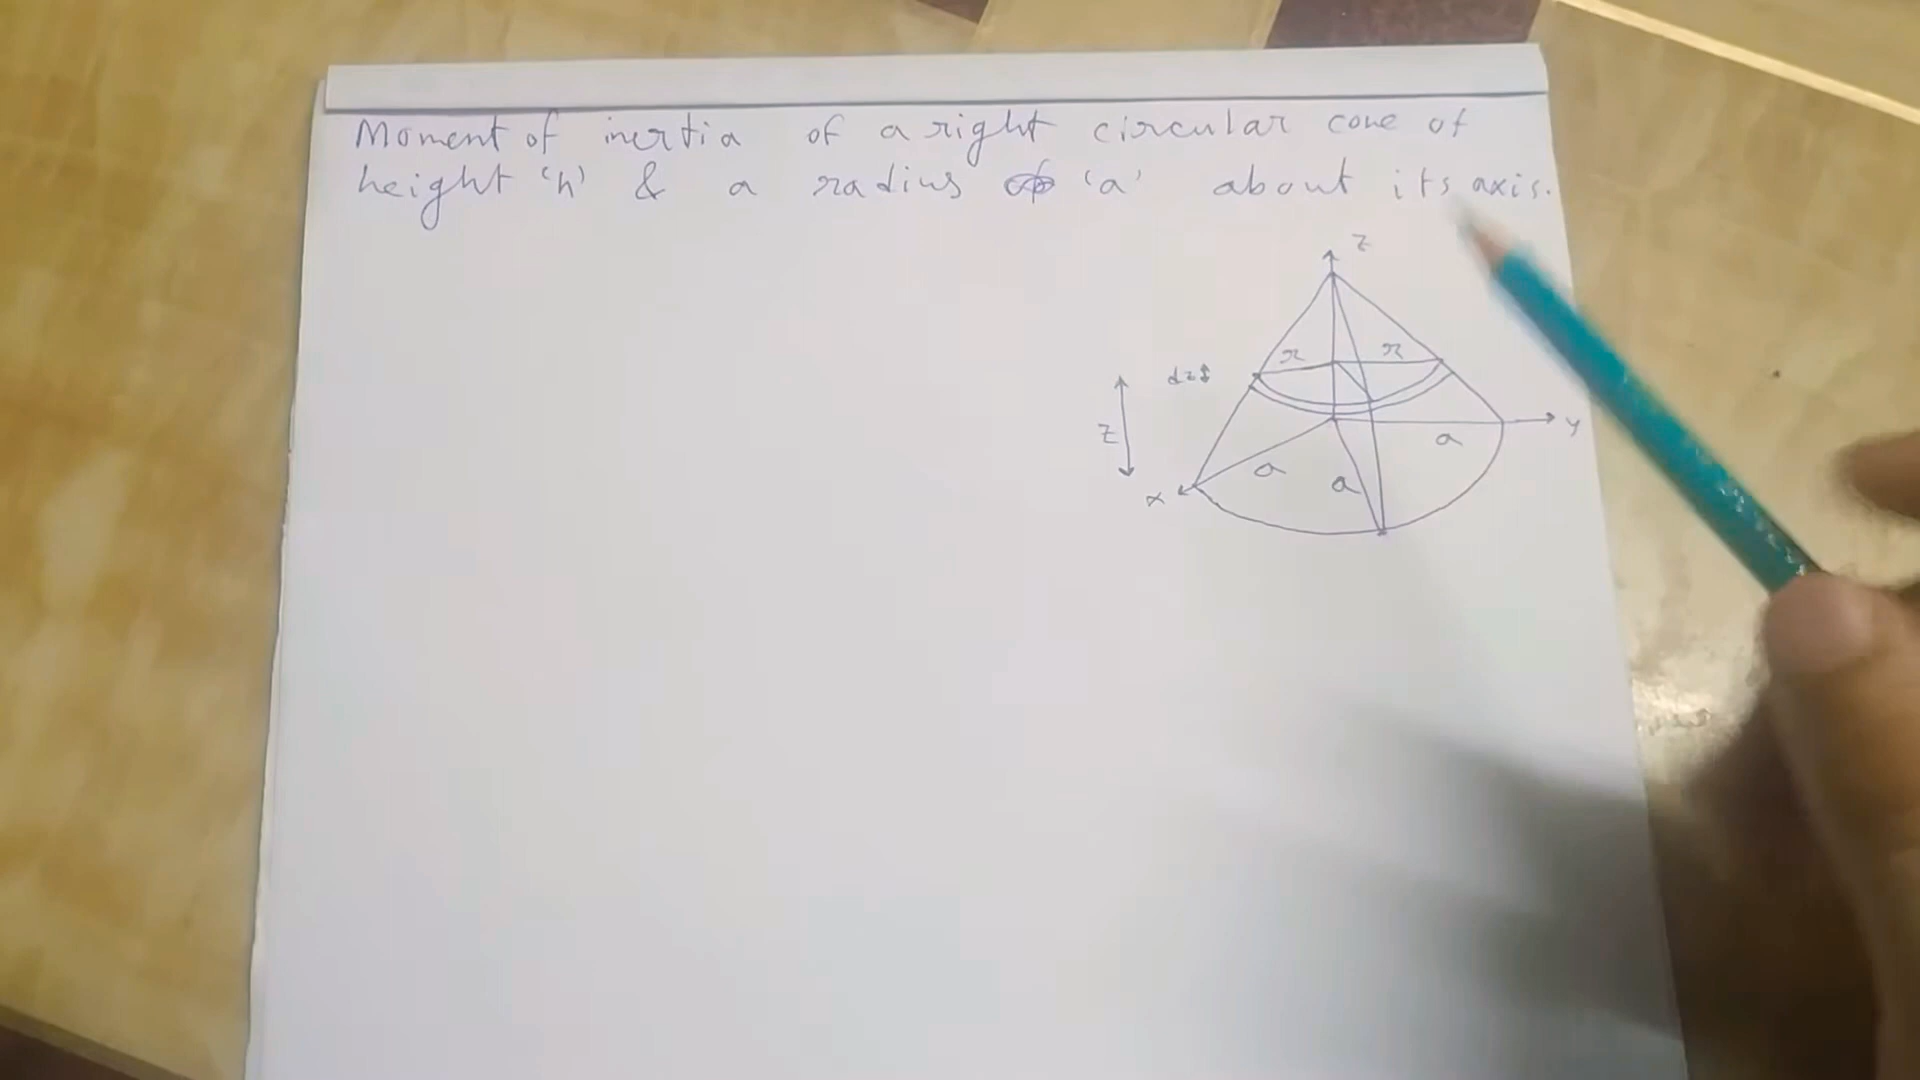 Moment of inertia of a right circular cone of
height 'h' & a radius 'a' about its axis.
z
r r
dz
z
y
a
a
a
x